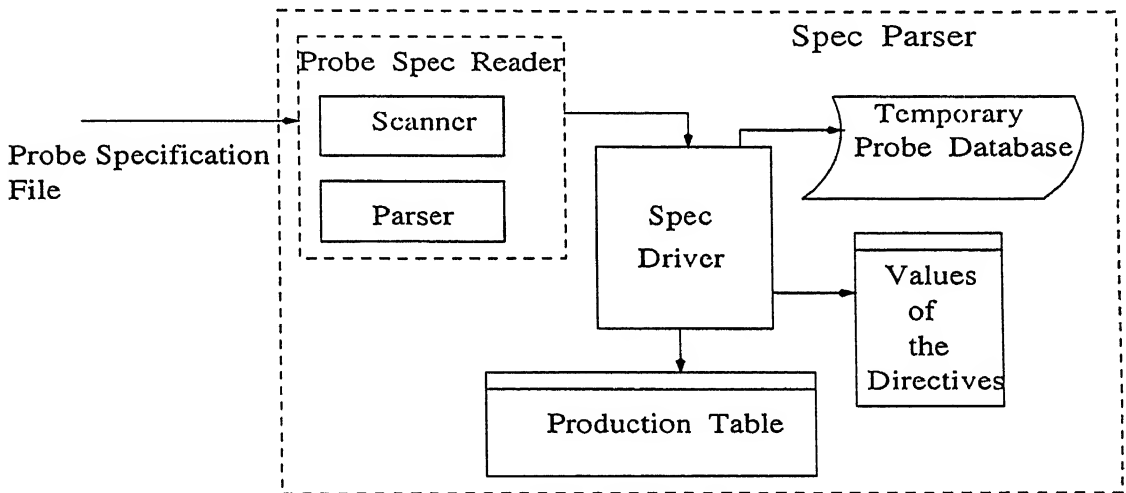 Spec Parser
Probe Spec Reader
Scanner
Parser
Probe Specification
File
Spec
Driver
Temporary
Probe Database
Values
of
the
Directives
Production Table